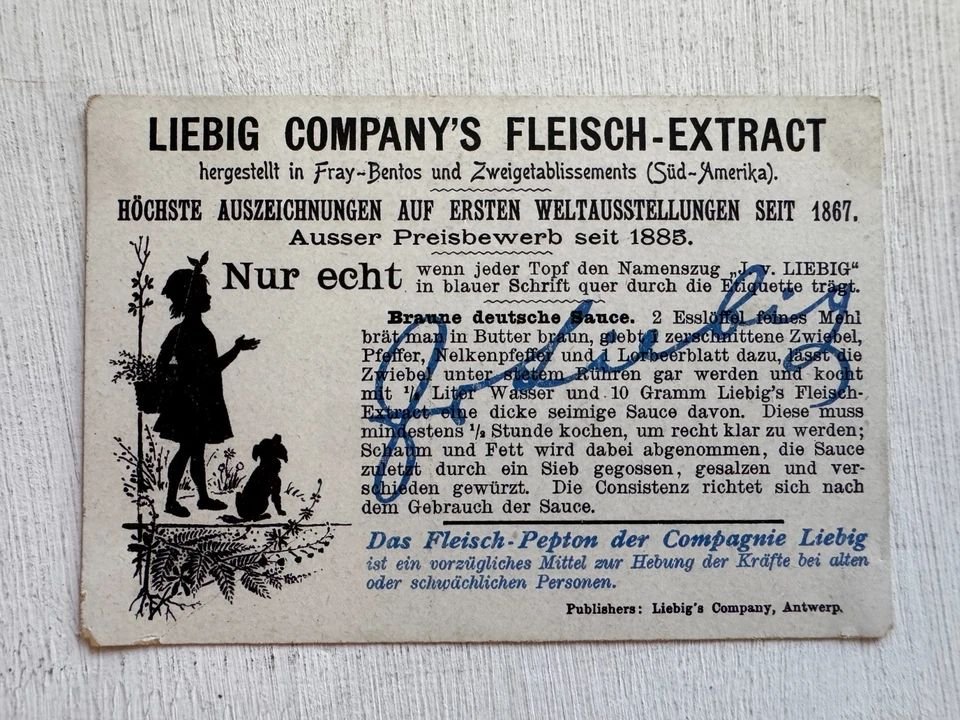 LIEBIG COMPANY'S FLEISCH-EXTRACT
hergestellt in Fray-Bentos und Zweigetablissements (Süd-Amerika).
HÖCHSTE AUSZEICHNUNGEN AUF ERSTEN WELTAUSSTELLUNGEN SEIT 1867.
Ausser Preisbewerb seit 1885.
Nur echt wenn jeder Topf den Namenszug „J. v. LIEBIG“
in blauer Schrift quer durch die Etiquette trägt.
Braune deutsche Sauce. 2 Esslöffel feines Mehl
brät man in Butter braun, giebt 1 zerschnittene Zwiebel,
Pfeffer, Nelkenpfeffer und 1 Lorbeerblatt dazu, lässt die
Zwiebel unter stetem Rühren gar werden und kocht
mit Liter Wasser und 10 Gramm Liebig's Fleisch-
Extract eine dicke seimige Sauce davon. Diese muss
mindestens ½ Stunde kochen, um recht klar zu werden;
Schaum und Fett wird dabei abgenommen, die Sauce
zuletzt durch ein Sieb gegossen, gesalzen und ver-
schieden gewürzt. Die Consistenz richtet sich nach
dem Gebrauch der Sauce.
Das Fleisch-Pepton der Compagnie Liebig
ist ein vorzügliches Mittel zur Hebung der Kräfte bei alten
oder schwächlichen Personen.
Publishers: Liebig's Company, Antwerp.